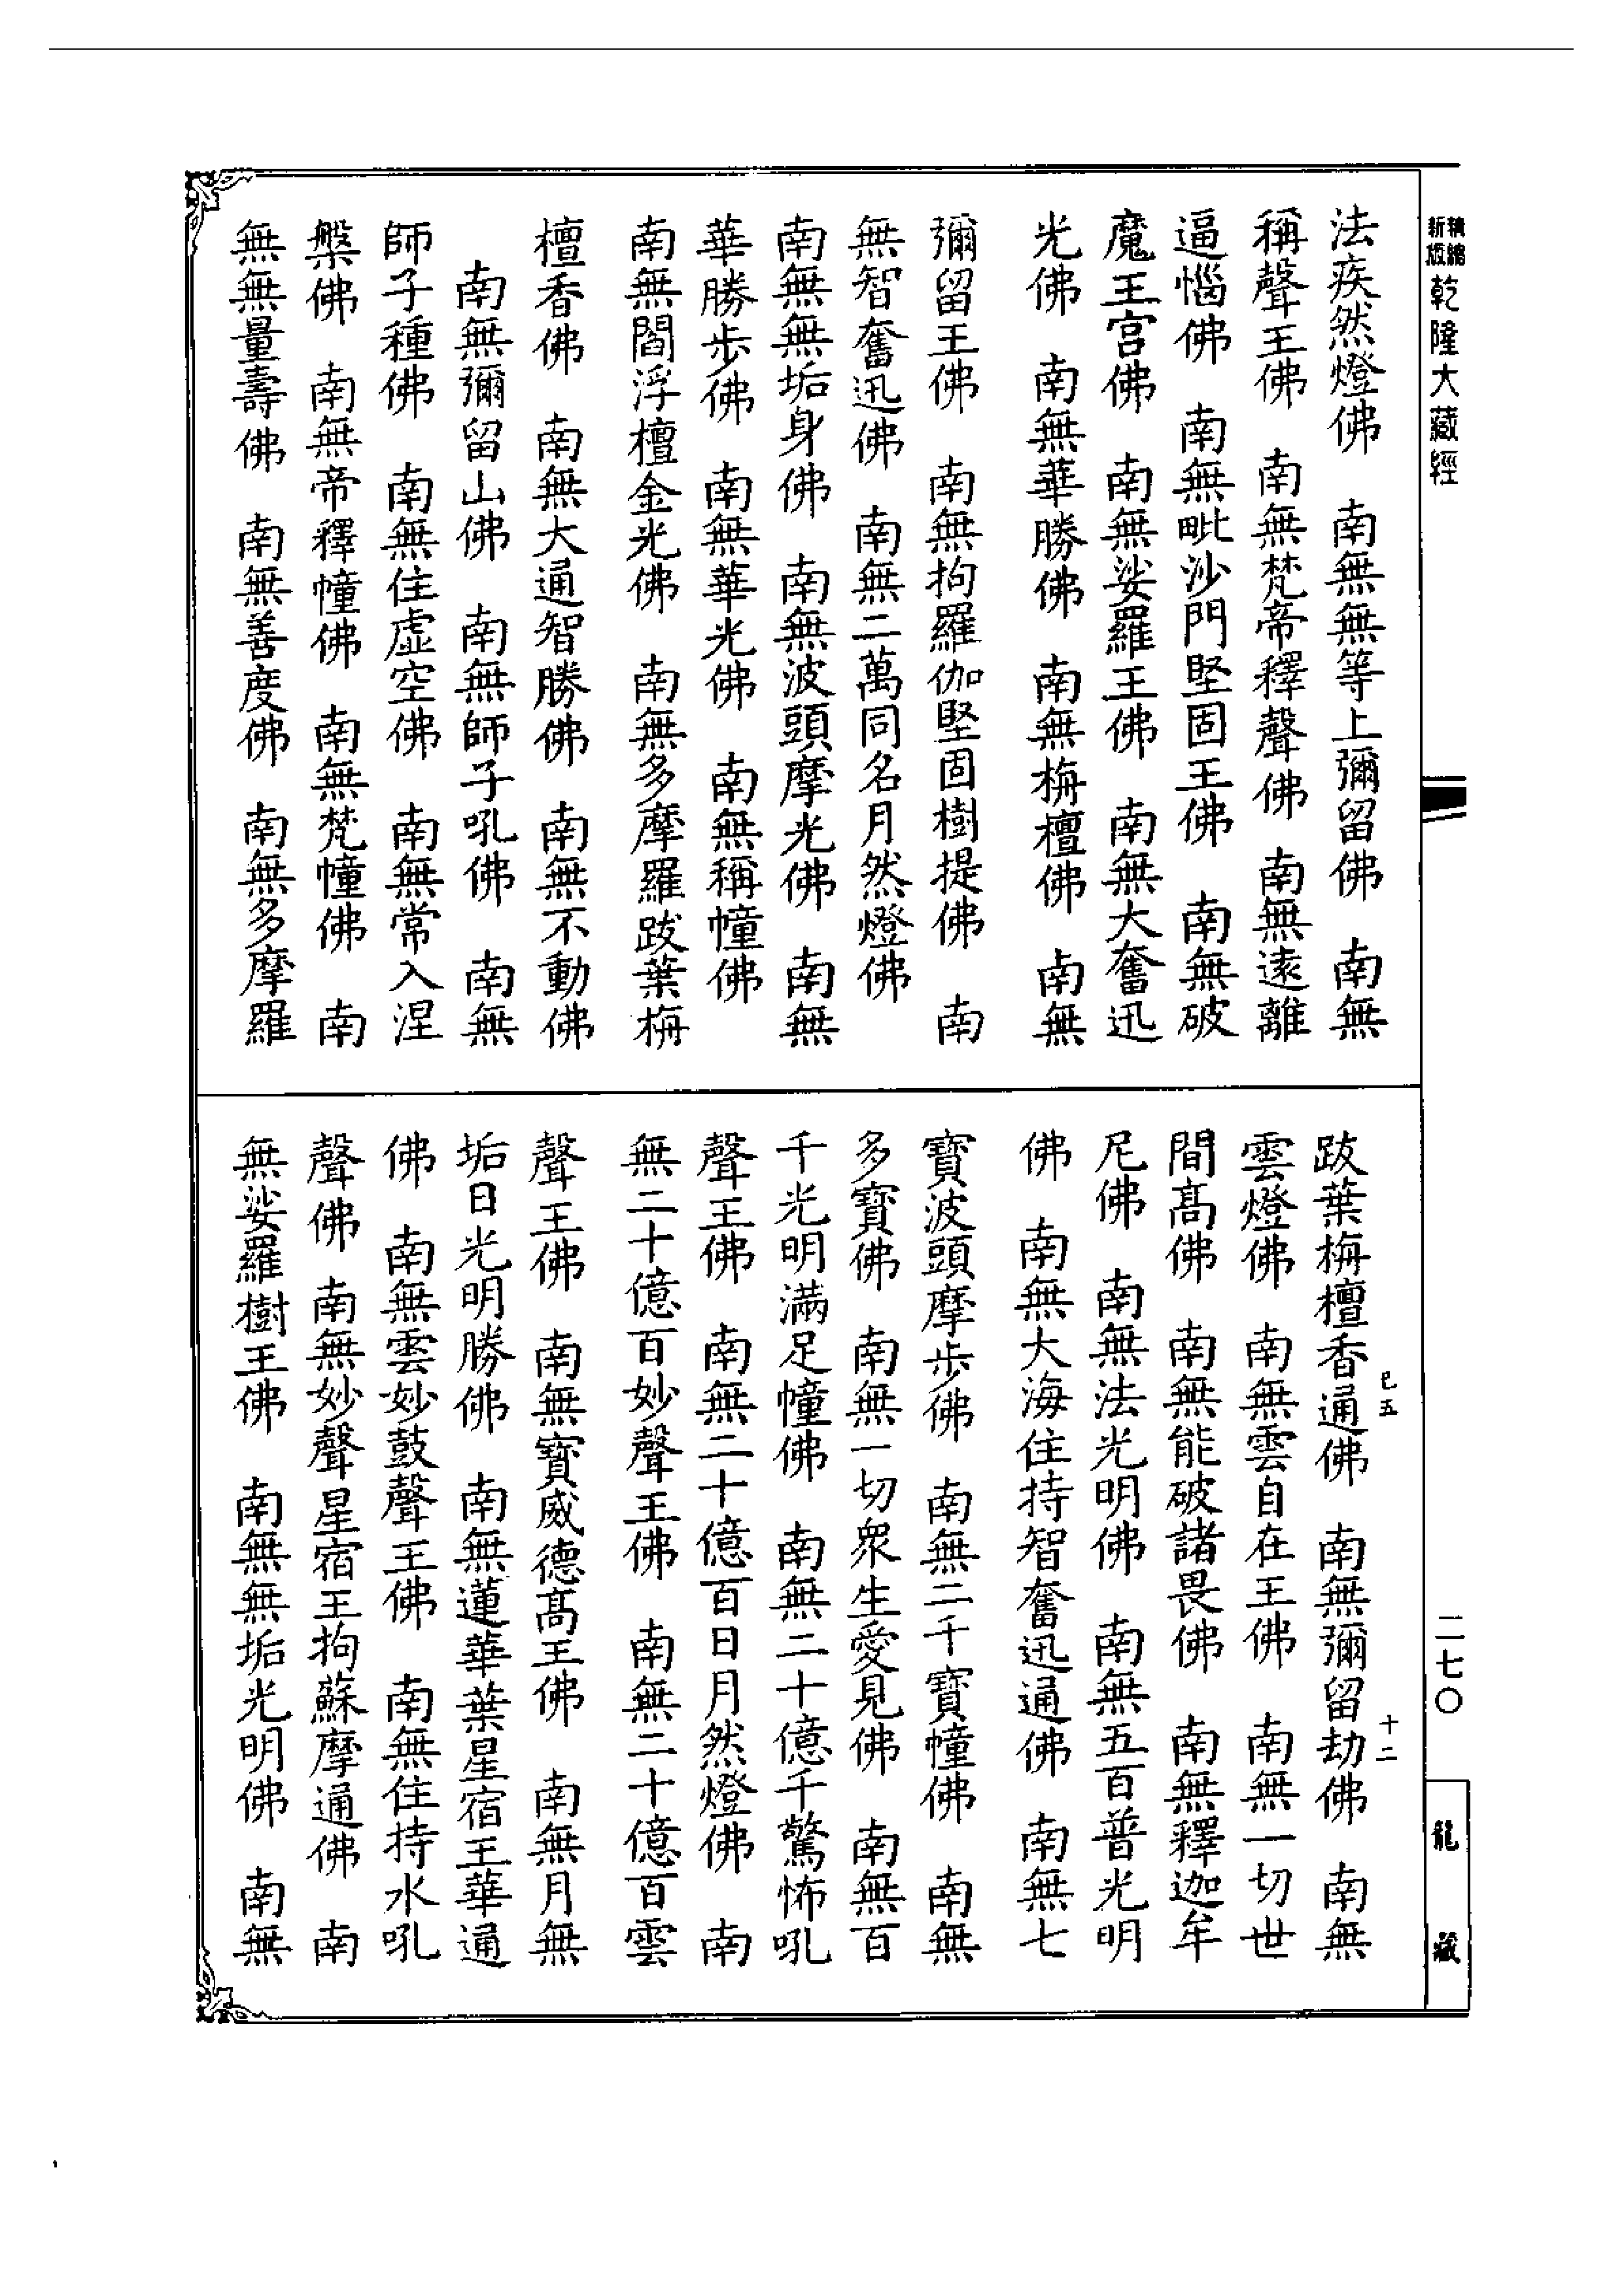 精縮
新版
乾隆大藏經
法疾然燈佛　南無無等上彌留佛　南無
稱聲王佛　南無梵帝釋聲佛　南無遠離
逼惱佛　南無毗沙門堅固王佛　南無破
魔王宮佛　南無娑羅王佛　南無大奮迅
光佛　南無華勝佛　南無栴檀佛　南無
彌留王佛　南無拘羅伽堅固樹提佛　南
無智奮迅佛　南無二萬同名月然燈佛
南無無垢身佛　南無波頭摩光佛　南無
華勝步佛　南無華光佛　南無稱幢佛
南無閻浮檀金光佛　南無多摩羅跋葉栴
檀香佛　南無大通智勝佛　南無不動佛
南無彌留山佛　南無師子吼佛　南無
師子種佛　南無住虛空佛　南無常入涅
槃佛　南無帝釋幢佛　南無梵幢佛　南
無無量壽佛　南無善度佛　南無多摩羅
跋葉栴檀香通佛　南無彌留劫佛　南無
雲燈佛　南無雲自在王佛　南無一切世
間髙佛　南無能破諸畏佛　南無釋迦牟
尼佛　南無法光明佛　南無五百普光明
佛　南無大海住持智奮迅通佛　南無七
寶波頭摩步佛　南無二千寶幢佛　南無
多寶佛　南無一切衆生愛見佛　南無百
千光明滿足幢佛　南無二十億千驚怖吼
聲王佛　南無二十億百日月然燈佛　南
無二十億百妙聲王佛　南無二十億百雲
聲王佛　南無寶威德髙王佛　南無月無
垢日光明勝佛　南無蓮華葉星宿王華通
佛　南無雲妙鼓聲王佛　南無住持水吼
聲佛　南無妙聲星宿王拘蘇摩通佛　南
無娑羅樹王佛　南無無垢光明佛　南無
巳五
十二
二七〇
龍藏